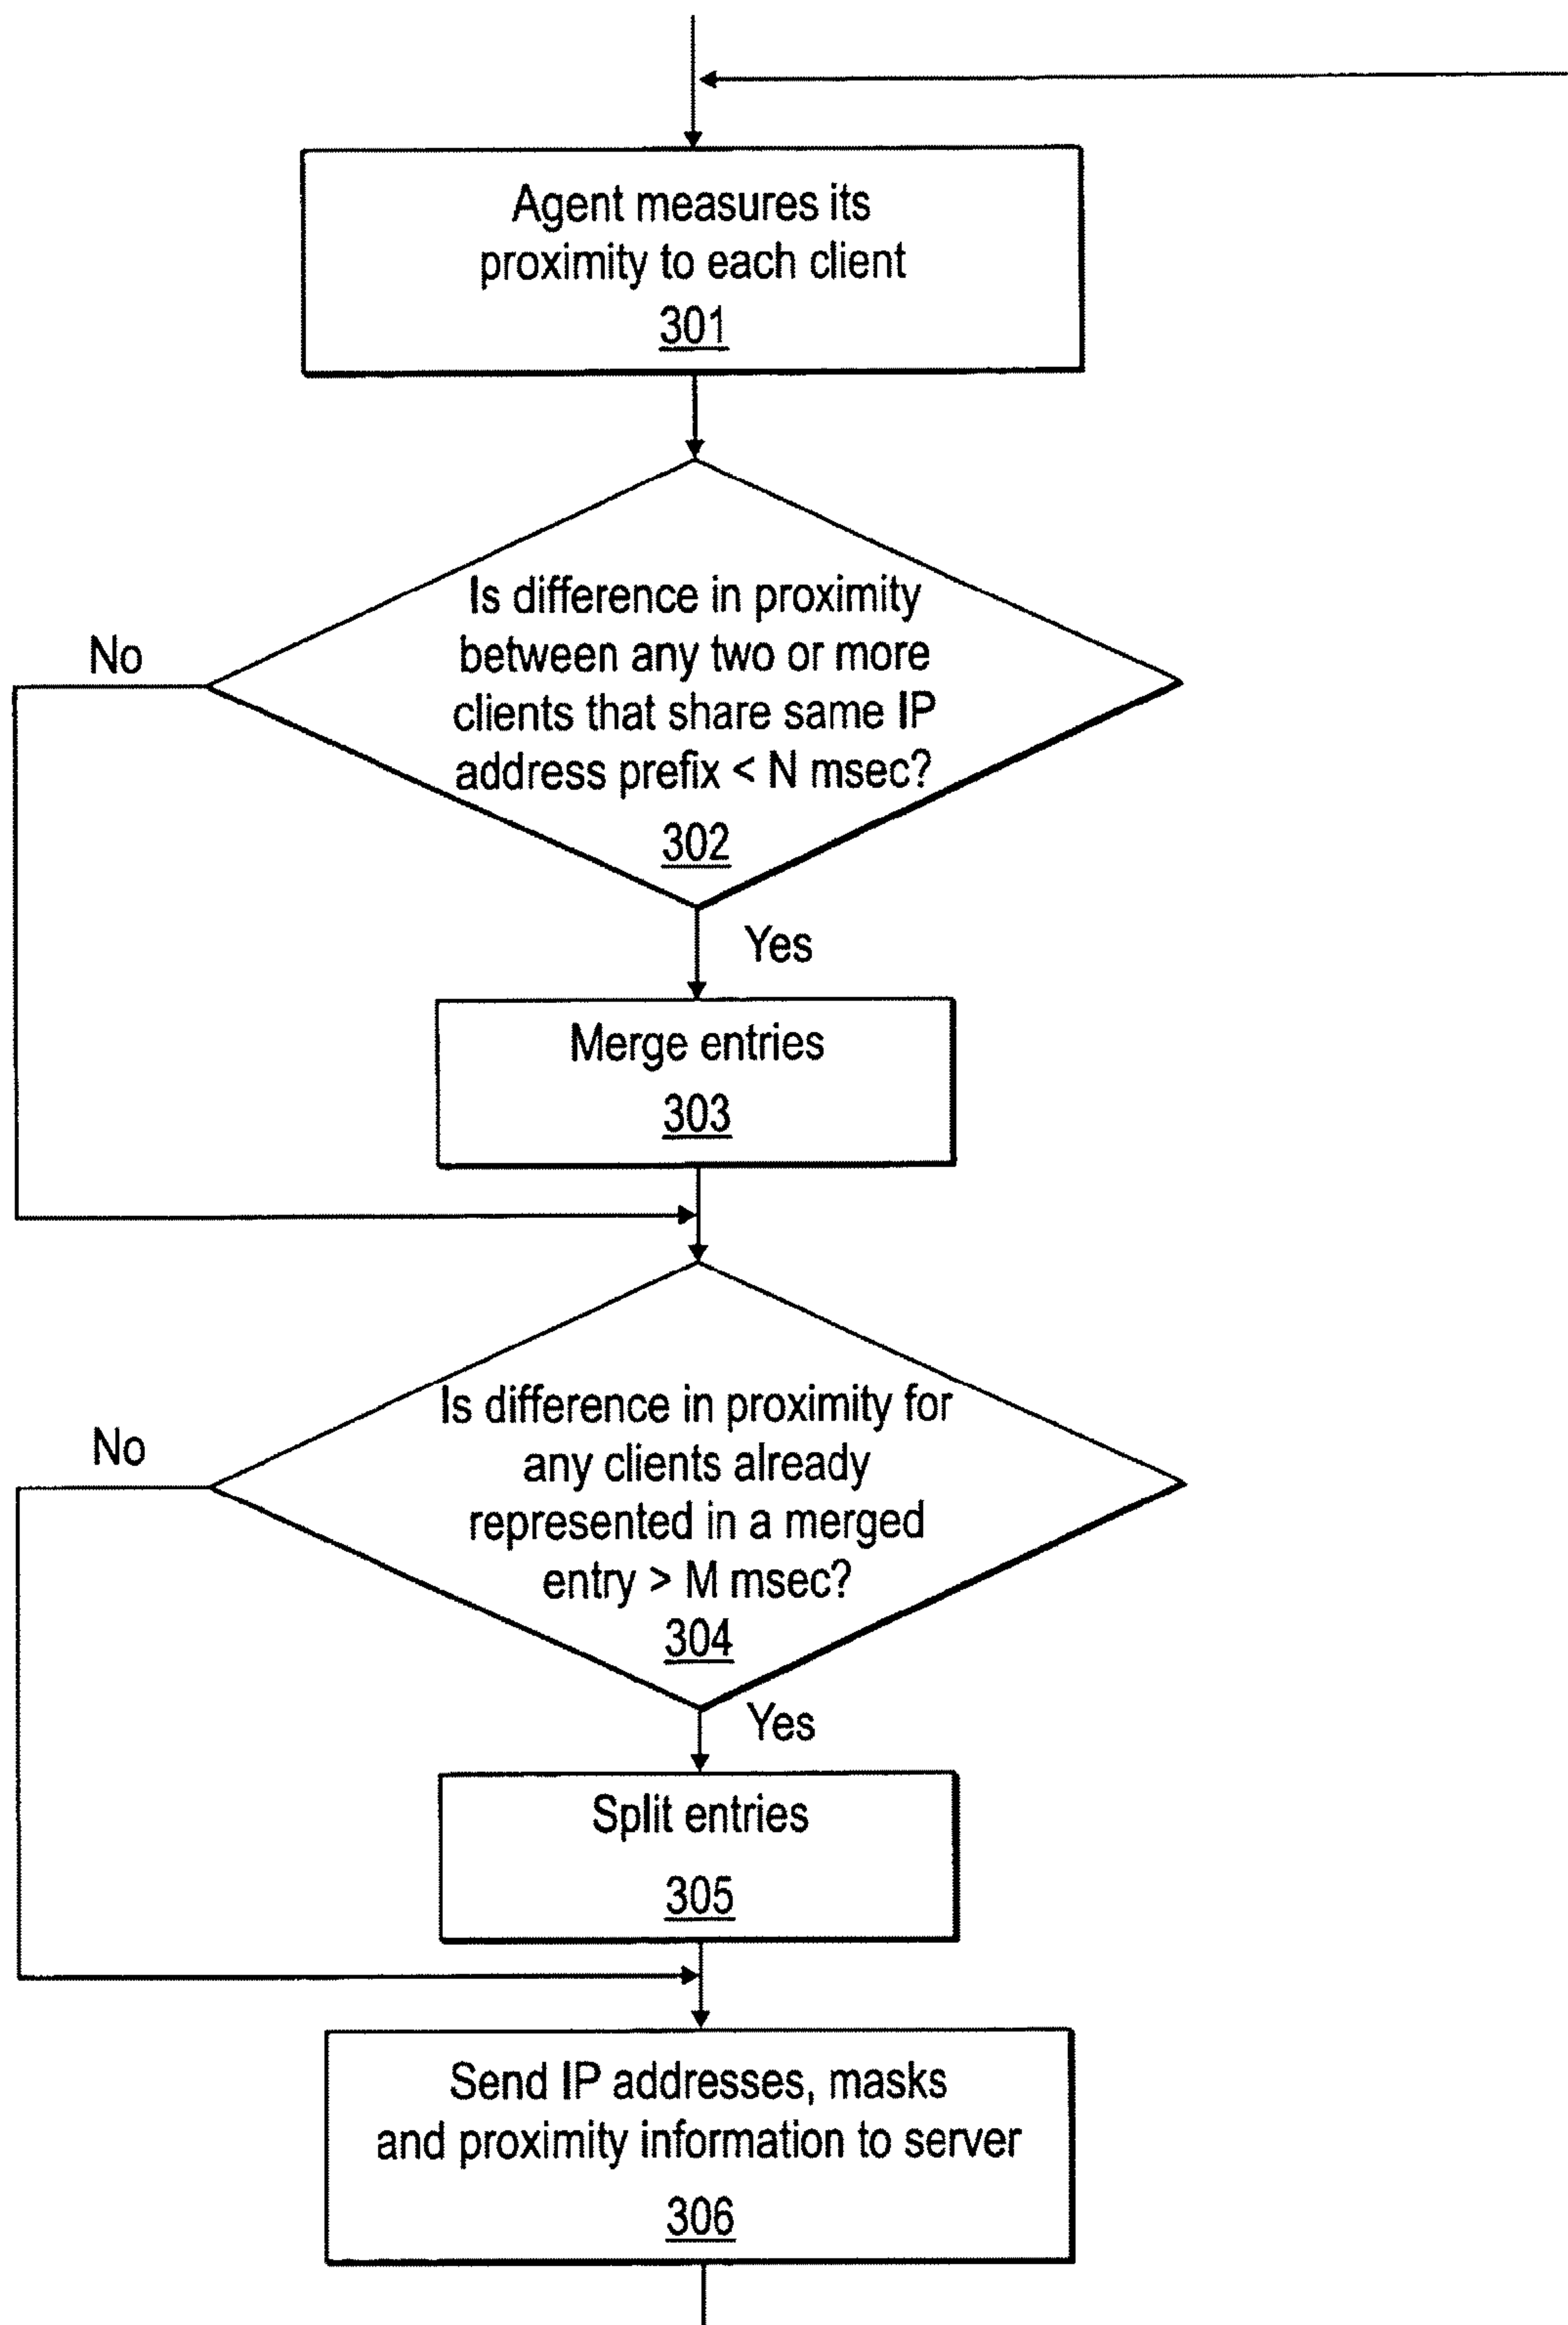 Agent measures its
proximity to each client
301
Is difference in proximity
between any two or more
clients that share same IP
address prefix < N msec?
302
No
Yes
Merge entries
303
Is difference in proximity for
any clients already
represented in a merged
entry > M msec?
304
No
Yes
Split entries
305
Send IP addresses, masks
and proximity information to server
306